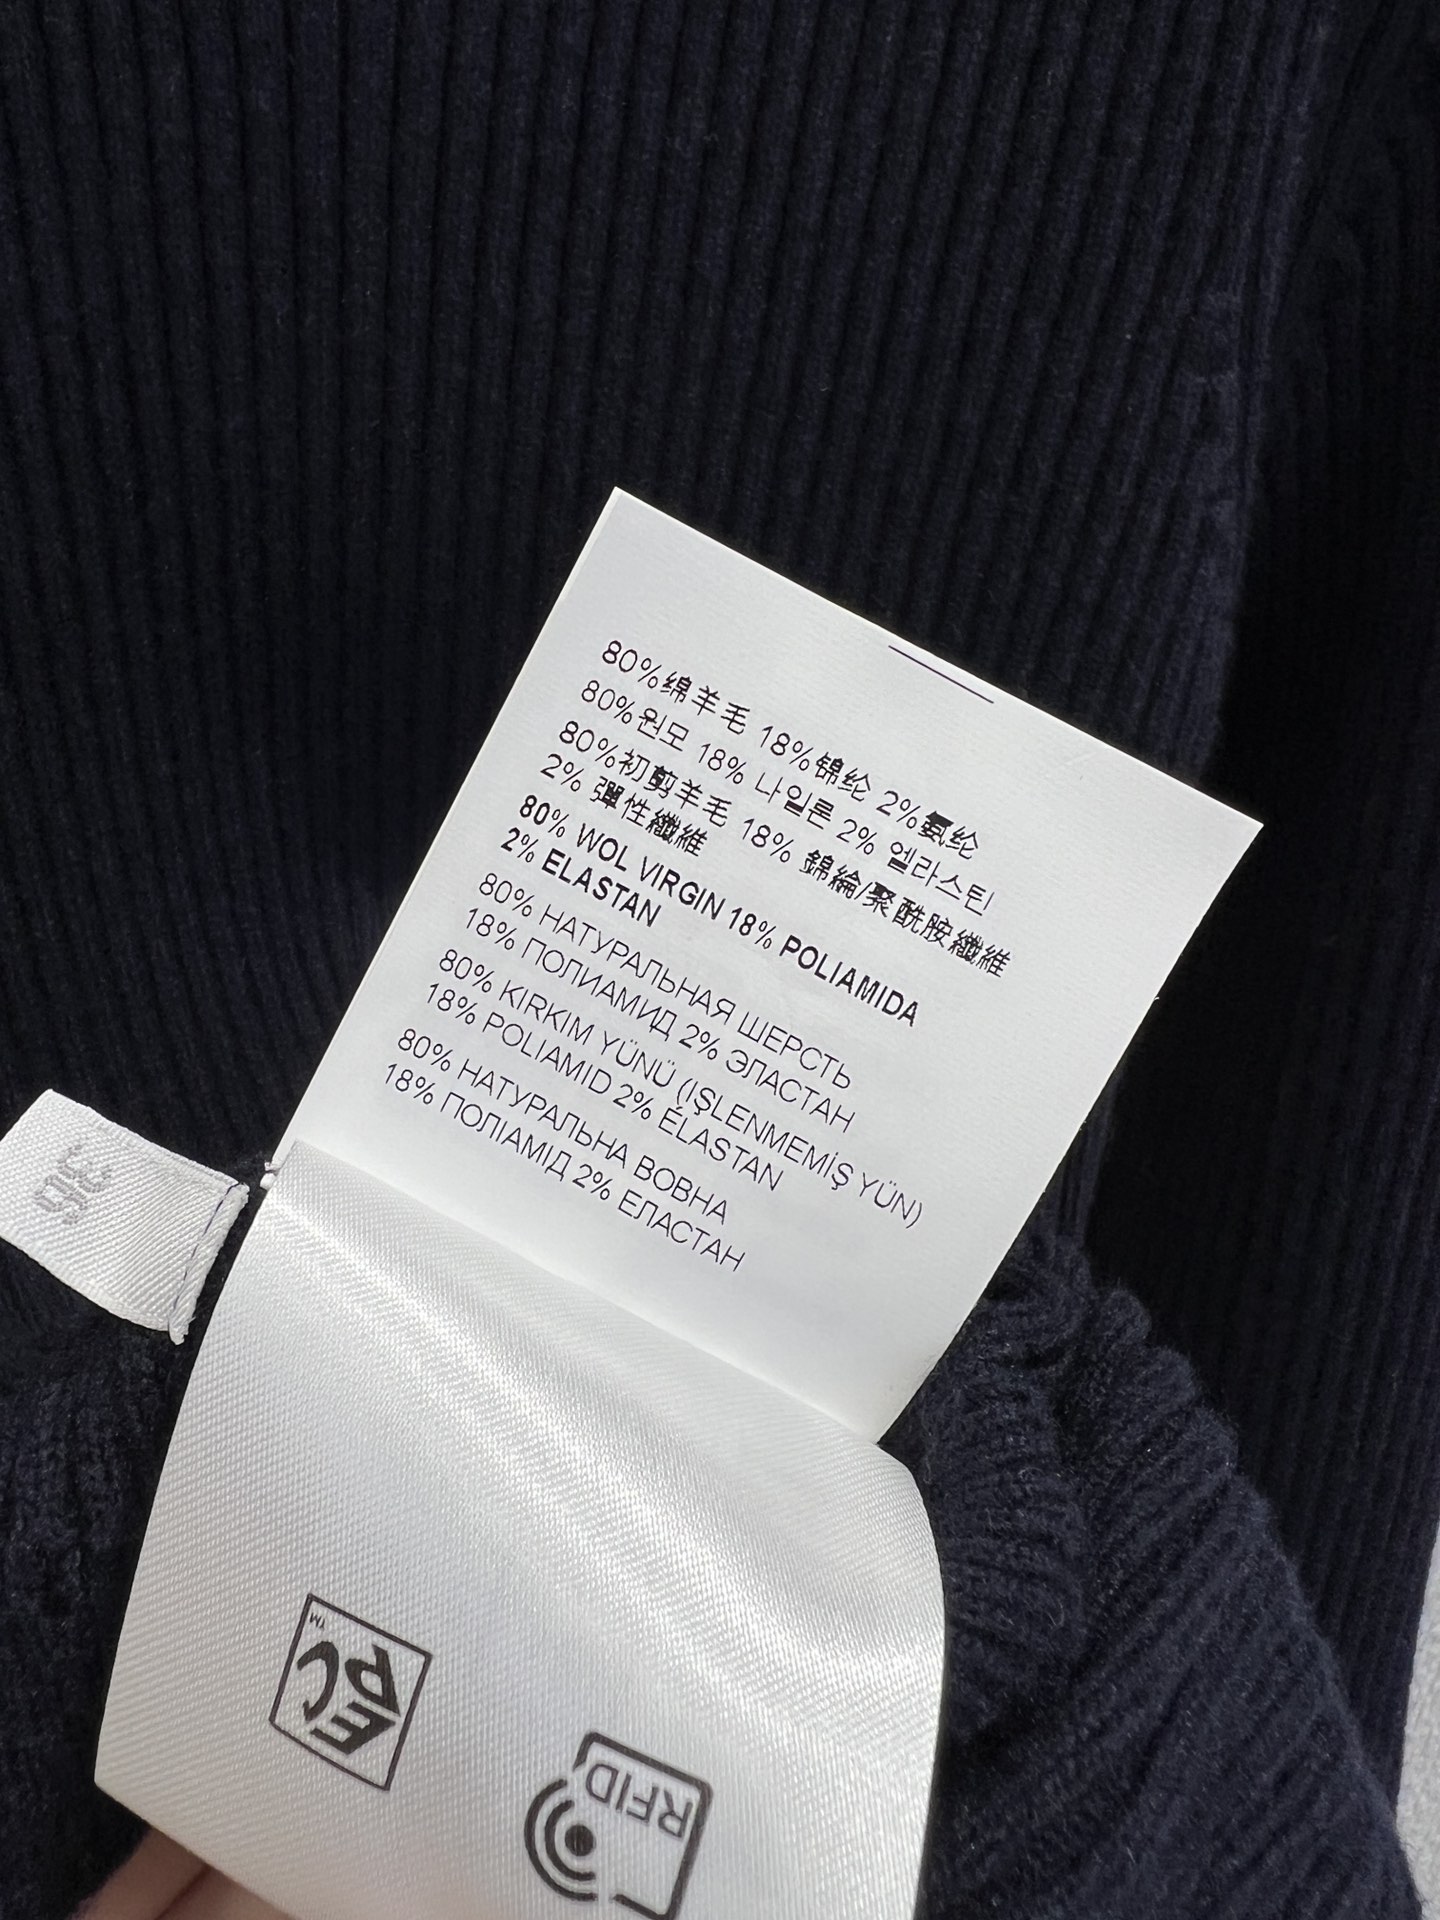 80%绵羊毛 18%锦纶 2%氨纶
80%원모 18% 나일론 2% 엘라스틴
80%初剪羊毛 18% 錦綸/聚酰胺纖維
2% 彈性纖維
80% WOL VIRGIN 18% POLIAMIDA
2% ELASTAN
80% НАТУРАЛЬНАЯ ШЕРСТЬ
18% ПОЛИАМИД 2% ЭЛАСТАН
80% KIRKIM YÜNÜ (IŞLENMEMİŞ YÜN)
18% POLIAMID 2% ÉLASTAN
80% НАТУРАЛЬНА ВОВНА
18% ПОЛІАМІД 2% ЕЛАСТАН
36
EPC™
RFID